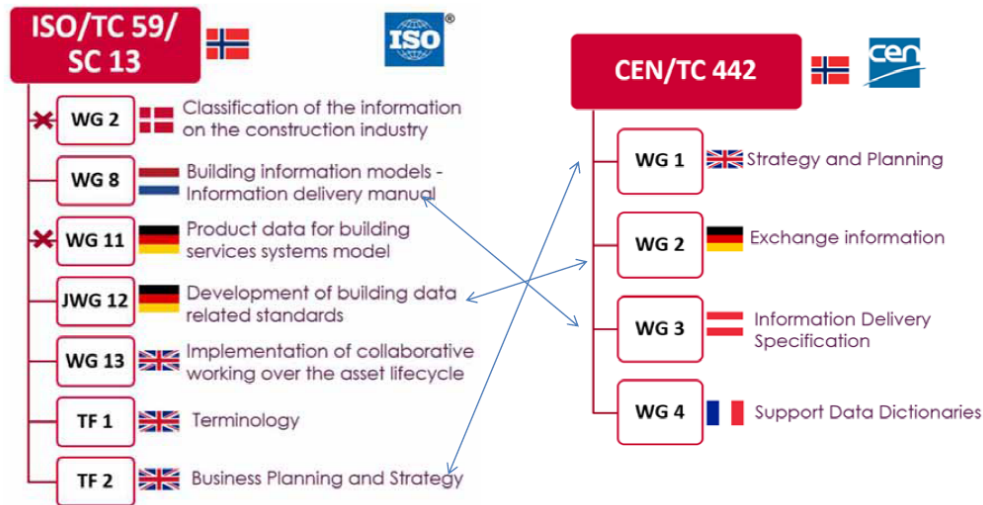 ISO/TC 59/
SC 13
ISO
®
WG 2
Classification of the information
on the construction industry
WG 8
Building information models -
Information delivery manual
WG 11
Product data for building
services systems model
JWG 12
Development of building data
related standards
WG 13
Implementation of collaborative
working over the asset lifecycle
TF 1
Terminology
TF 2
Business Planning and Strategy
CEN/TC 442
cen
WG 1
Strategy and Planning
WG 2
Exchange information
WG 3
Information Delivery
Specification
WG 4
Support Data Dictionaries